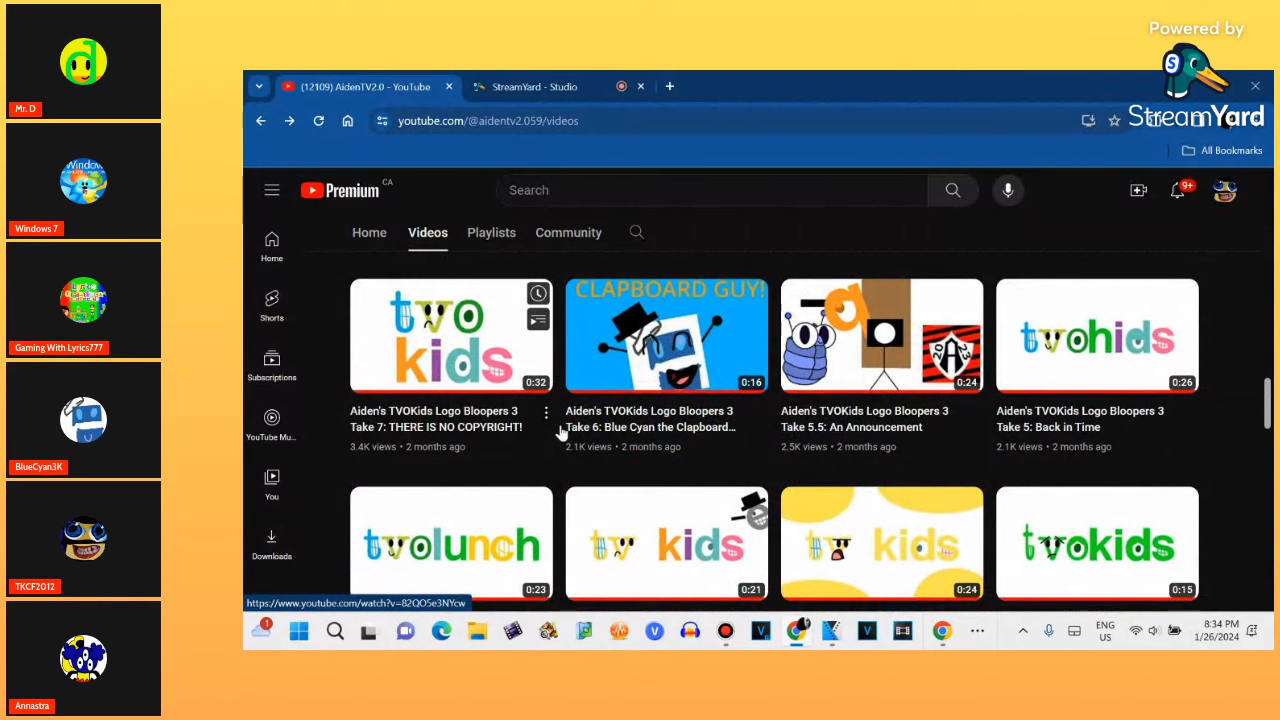 Powered by
StreamYard
Mr. D
Windows 7
Gaming With Lyrics777
BlueCyan3K
TKCF2012
Annastra
(12109) AidenTV2.0 - YouTube
StreamYard - Studio
youtube.com/@aidentv2.059/videos
All Bookmarks
Premium CA
Search
9+
Home Videos Playlists Community
Home
Shorts
Subscriptions
YouTube Mu...
You
Downloads
tvo
kids
0:32
CLAPBOARD GUY!
0:16
a
20 23
0:24
tvohids
0:26
Aiden's TVOKids Logo Bloopers 3
Take 7: THERE IS NO COPYRIGHT!
3.4K views • 2 months ago
Aiden's TVOKids Logo Bloopers 3
Take 6: Blue Cyan the Clapboard...
2.1K views • 2 months ago
Aiden's TVOKids Logo Bloopers 3
Take 5.5: An Announcement
2.5K views • 2 months ago
Aiden's TVOKids Logo Bloopers 3
Take 5: Back in Time
2.1K views • 2 months ago
tvolunch
0:23
tv kids
0:21
tv kids
0:24
tvokids
0:15
https://www.youtube.com/watch?v=82QO5e3NYcw
1
ENG
US
8:34 PM
1/26/2024